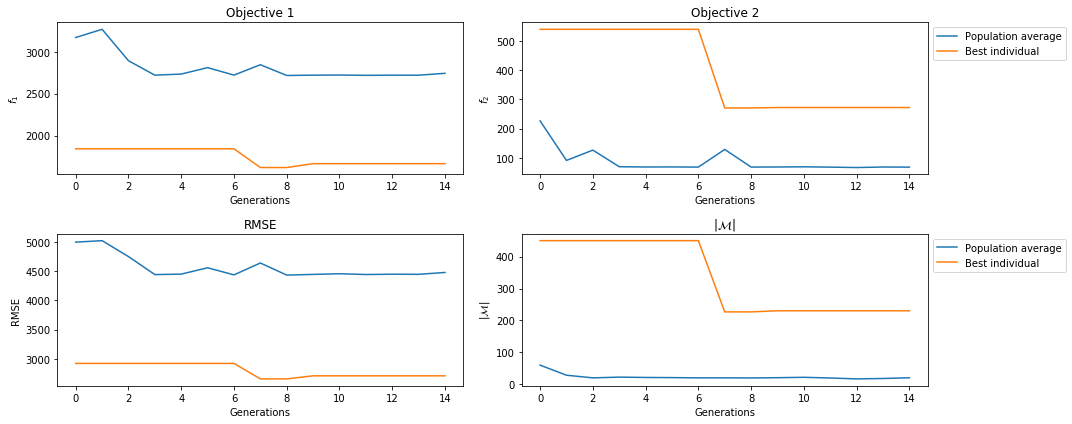 Objective 1
3000
2500
2000
f₁
0 2 4 6 8 10 12 14
Generations
Objective 2
500
400
300
200
100
f₂
0 2 4 6 8 10 12 14
Generations
Population average
Best individual
RMSE
5000
4500
4000
3500
3000
RMSE
0 2 4 6 8 10 12 14
Generations
|ℳ|
400
300
200
100
0
|ℳ|
0 2 4 6 8 10 12 14
Generations
Population average
Best individual